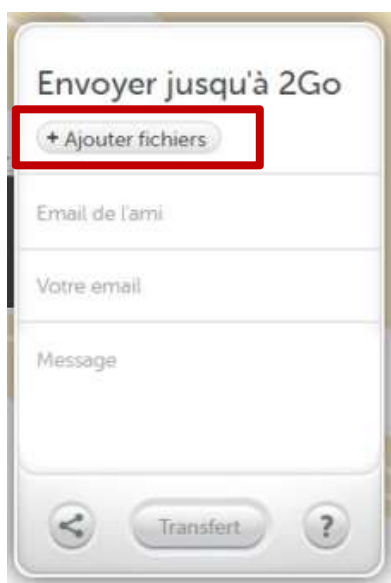 Envoyer jusqu'à 2Go
+ Ajouter fichiers
Email de l'ami
Votre email
Message
Transfert
?